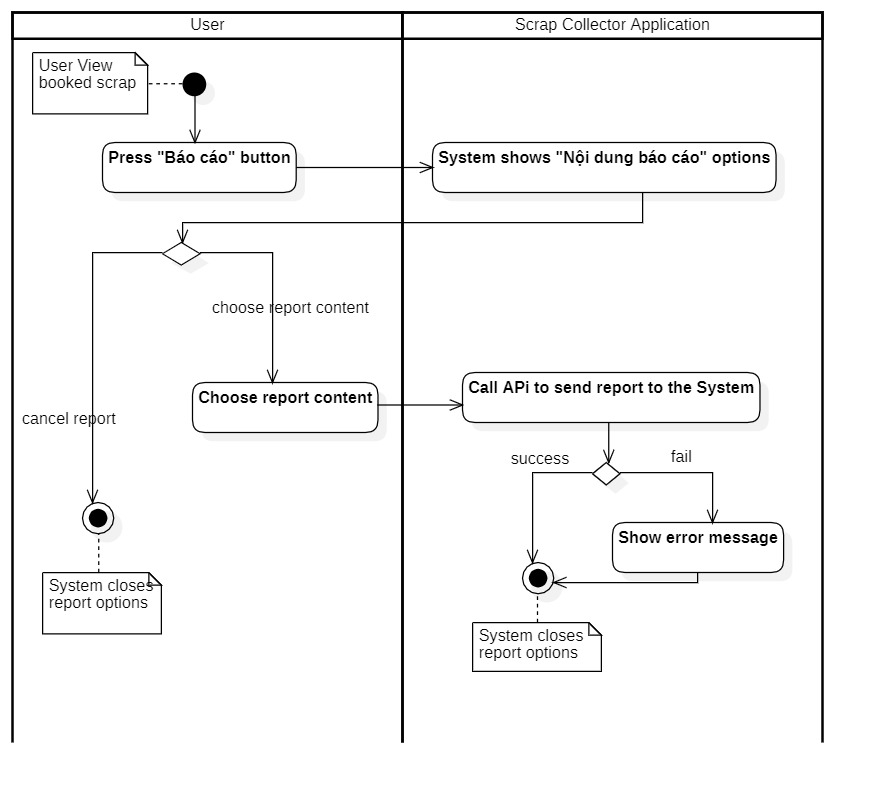 User
Scrap Collector Application
User View
booked scrap
Press "Báo cáo" button
System shows "Nội dung báo cáo" options
choose report content
Choose report content
Call APi to send report to the System
cancel report
success
fail
Show error message
System closes
report options
System closes
report options